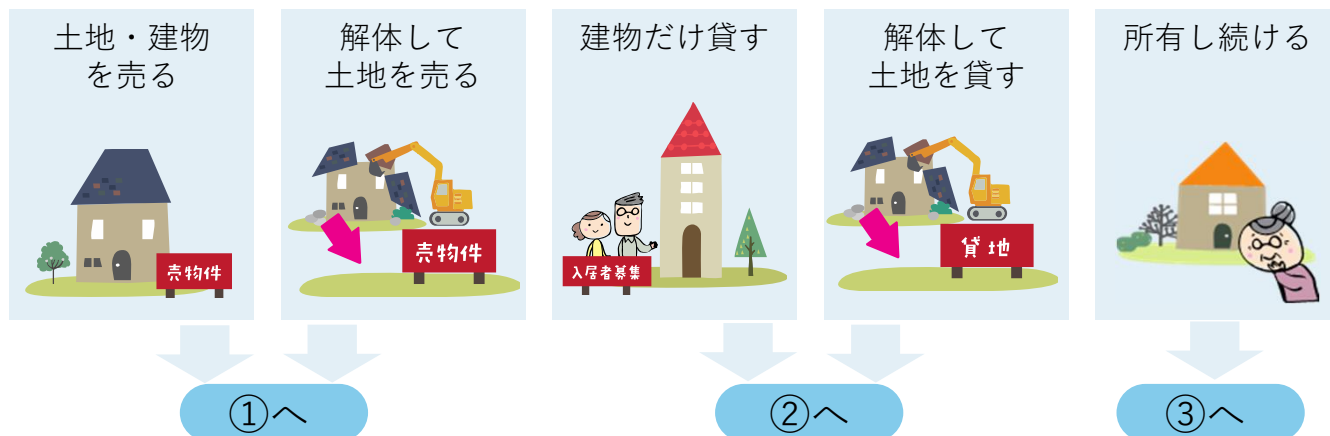 土地・建物
を売る
売物件
解体して
土地を売る
売物件
建物だけ貸す
入居者募集
解体して
土地を貸す
貸地
所有し続ける
①へ
②へ
③へ